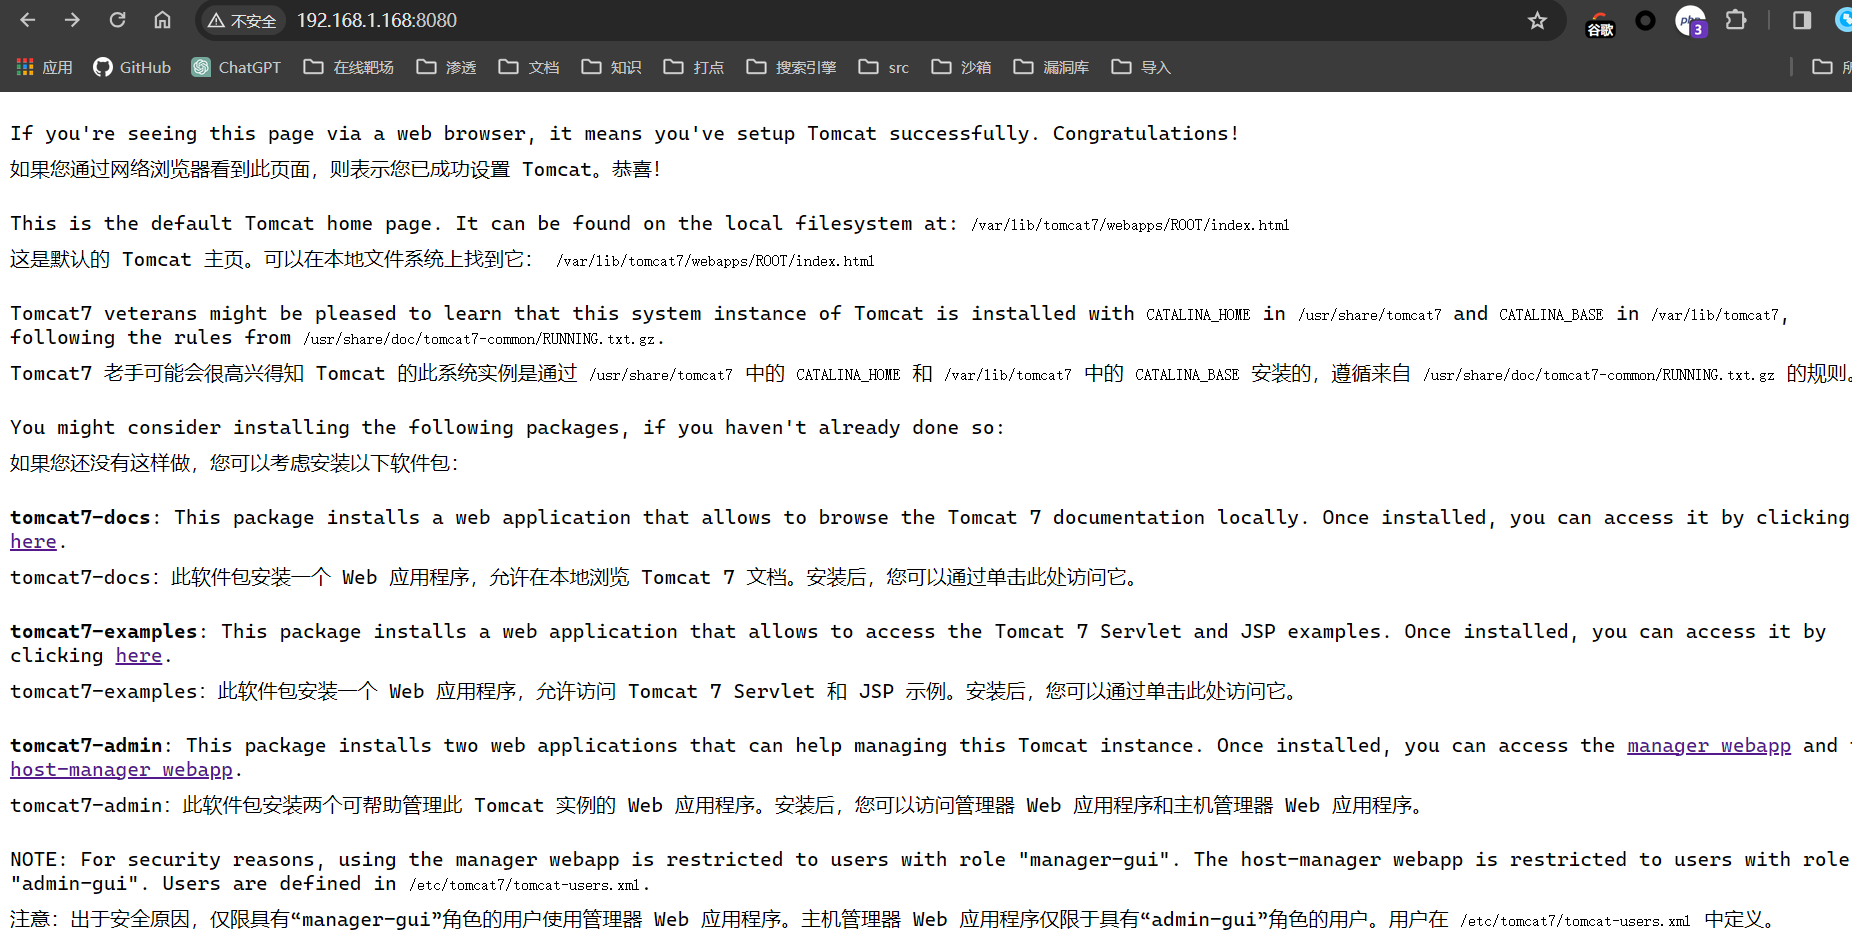 不安全 192.168.1.168:8080 谷歌 php 3
应用 GitHub ChatGPT 在线靶场 渗透 文档 知识 打点 搜索引擎 src 沙箱 漏洞库 导入
If you're seeing this page via a web browser, it means you've setup Tomcat successfully. Congratulations!
如果您通过网络浏览器看到此页面，则表示您已成功设置 Tomcat。恭喜！
This is the default Tomcat home page. It can be found on the local filesystem at: /var/lib/tomcat7/webapps/ROOT/index.html
这是默认的 Tomcat 主页。可以在本地文件系统上找到它： /var/lib/tomcat7/webapps/ROOT/index.html
Tomcat7 veterans might be pleased to learn that this system instance of Tomcat is installed with CATALINA_HOME in /usr/share/tomcat7 and CATALINA_BASE in /var/lib/tomcat7,
following the rules from /usr/share/doc/tomcat7-common/RUNNING.txt.gz.
Tomcat7 老手可能会很高兴得知 Tomcat 的此系统实例是通过 /usr/share/tomcat7 中的 CATALINA_HOME 和 /var/lib/tomcat7 中的 CATALINA_BASE 安装的，遵循来自 /usr/share/doc/tomcat7-common/RUNNING.txt.gz 的规则。
You might consider installing the following packages, if you haven't already done so:
如果您还没有这样做，您可以考虑安装以下软件包：
tomcat7-docs: This package installs a web application that allows to browse the Tomcat 7 documentation locally. Once installed, you can access it by clicking
here.
tomcat7-docs：此软件包安装一个 Web 应用程序，允许在本地浏览 Tomcat 7 文档。安装后，您可以通过单击此处访问它。
tomcat7-examples: This package installs a web application that allows to access the Tomcat 7 Servlet and JSP examples. Once installed, you can access it by
clicking here.
tomcat7-examples：此软件包安装一个 Web 应用程序，允许访问 Tomcat 7 Servlet 和 JSP 示例。安装后，您可以通过单击此处访问它。
tomcat7-admin: This package installs two web applications that can help managing this Tomcat instance. Once installed, you can access the manager webapp and
host-manager webapp.
tomcat7-admin：此软件包安装两个可帮助管理此 Tomcat 实例的 Web 应用程序。安装后，您可以访问管理器 Web 应用程序和主机管理器 Web 应用程序。
NOTE: For security reasons, using the manager webapp is restricted to users with role "manager-gui". The host-manager webapp is restricted to users with role
"admin-gui". Users are defined in /etc/tomcat7/tomcat-users.xml.
注意：出于安全原因，仅限具有“manager-gui”角色的用户使用管理器 Web 应用程序。主机管理器 Web 应用程序仅限于具有“admin-gui”角色的用户。用户在 /etc/tomcat7/tomcat-users.xml 中定义。